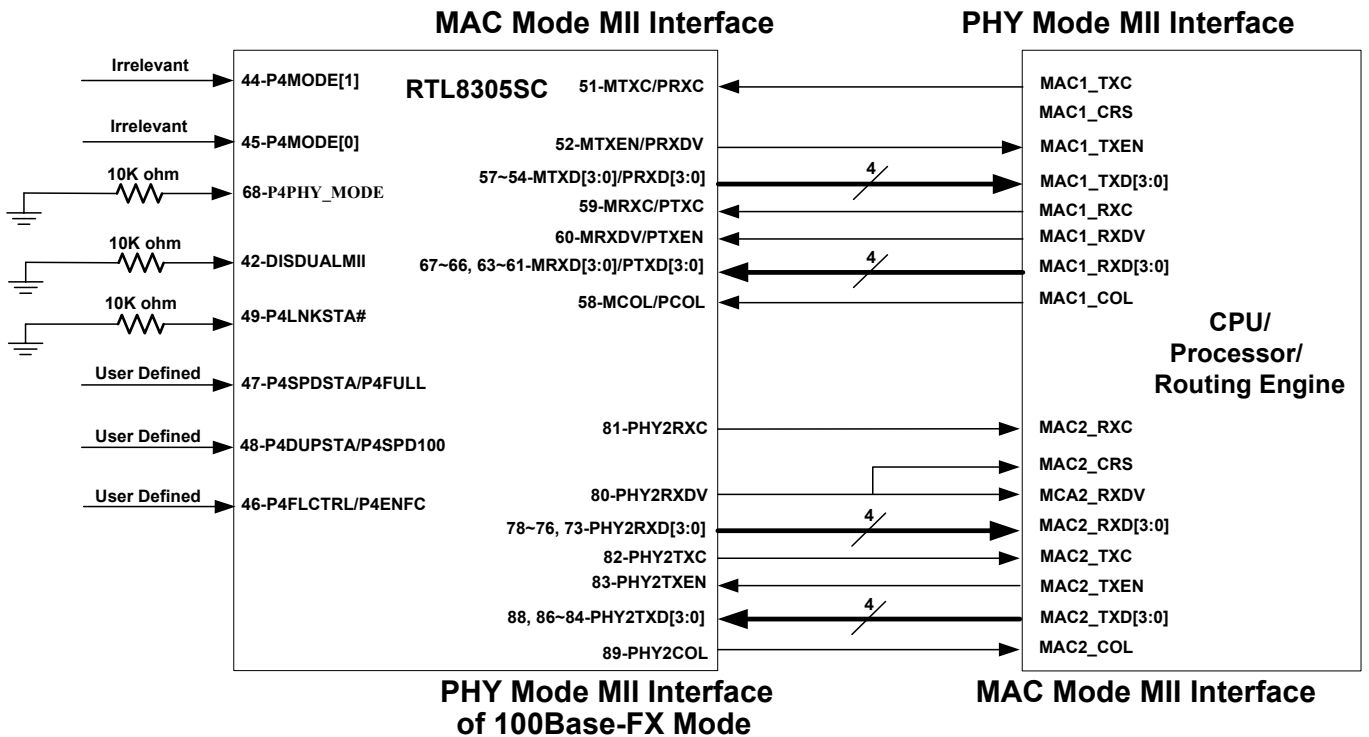 MAC Mode MII Interface
PHY Mode MII Interface
Irrelevant
44-P4MODE[1]
Irrelevant
45-P4MODE[0]
10K ohm
68-P4PHY_MODE
10K ohm
42-DISDUALMII
10K ohm
49-P4LNKSTA#
User Defined
47-P4SPDSTA/P4FULL
User Defined
48-P4DUPSTA/P4SPD100
User Defined
46-P4FLCTRL/P4ENFC
RTL8305SC
51-MTXC/PRXC
52-MTXEN/PRXDV
57~54-MTXD[3:0]/PRXD[3:0]
4
59-MRXC/PTXC
60-MRXDV/PTXEN
67~66, 63~61-MRXD[3:0]/PTXD[3:0]
4
58-MCOL/PCOL
81-PHY2RXC
80-PHY2RXDV
78~76, 73-PHY2RXD[3:0]
4
82-PHY2TXC
83-PHY2TXEN
88, 86~84-PHY2TXD[3:0]
4
89-PHY2COL
MAC1_TXC
MAC1_CRS
MAC1_TXEN
MAC1_TXD[3:0]
MAC1_RXC
MAC1_RXDV
MAC1_RXD[3:0]
MAC1_COL
CPU/
Processor/
Routing Engine
MAC2_RXC
MAC2_CRS
MCA2_RXDV
MAC2_RXD[3:0]
MAC2_TXC
MAC2_TXEN
MAC2_TXD[3:0]
MAC2_COL
PHY Mode MII Interface
of 100Base-FX Mode
MAC Mode MII Interface